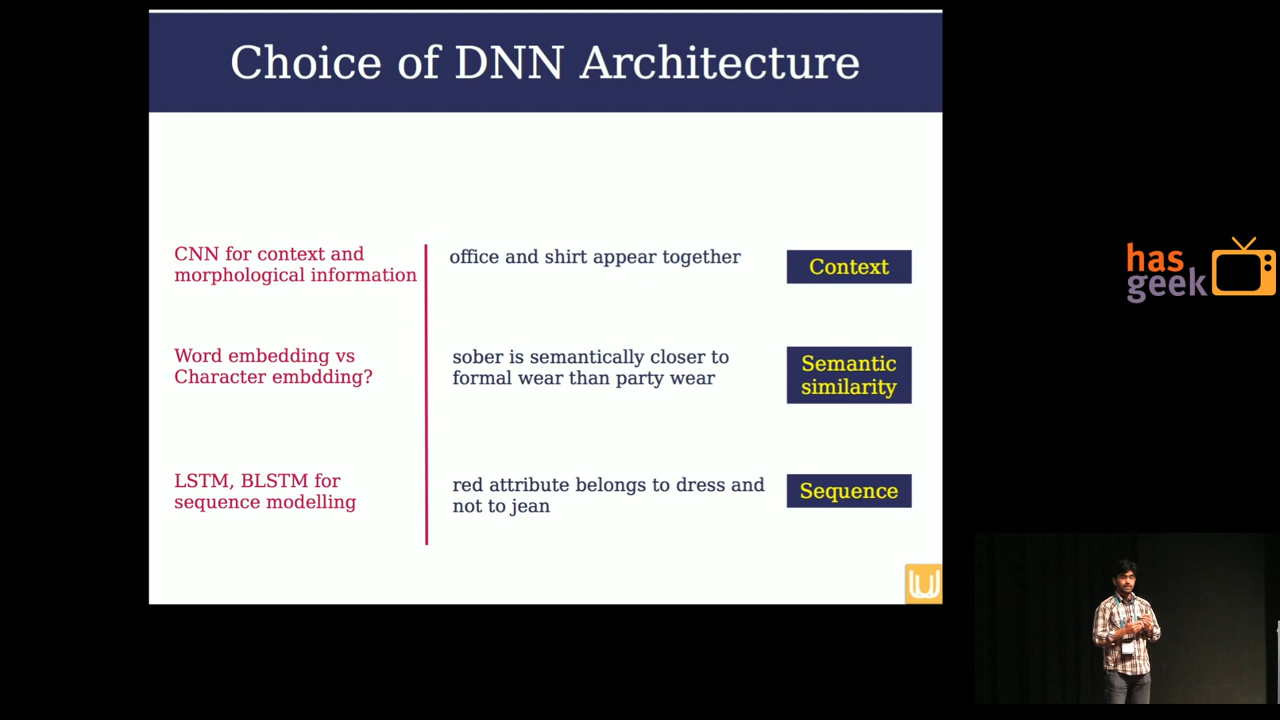 Choice of DNN Architecture
CNN for context and
morphological information
office and shirt appear together
Context
Word embedding vs
Character embdding?
sober is semantically closer to
formal wear than party wear
Semantic
similarity
LSTM, BLSTM for
sequence modelling
red attribute belongs to dress and
not to jean
Sequence
has
geek